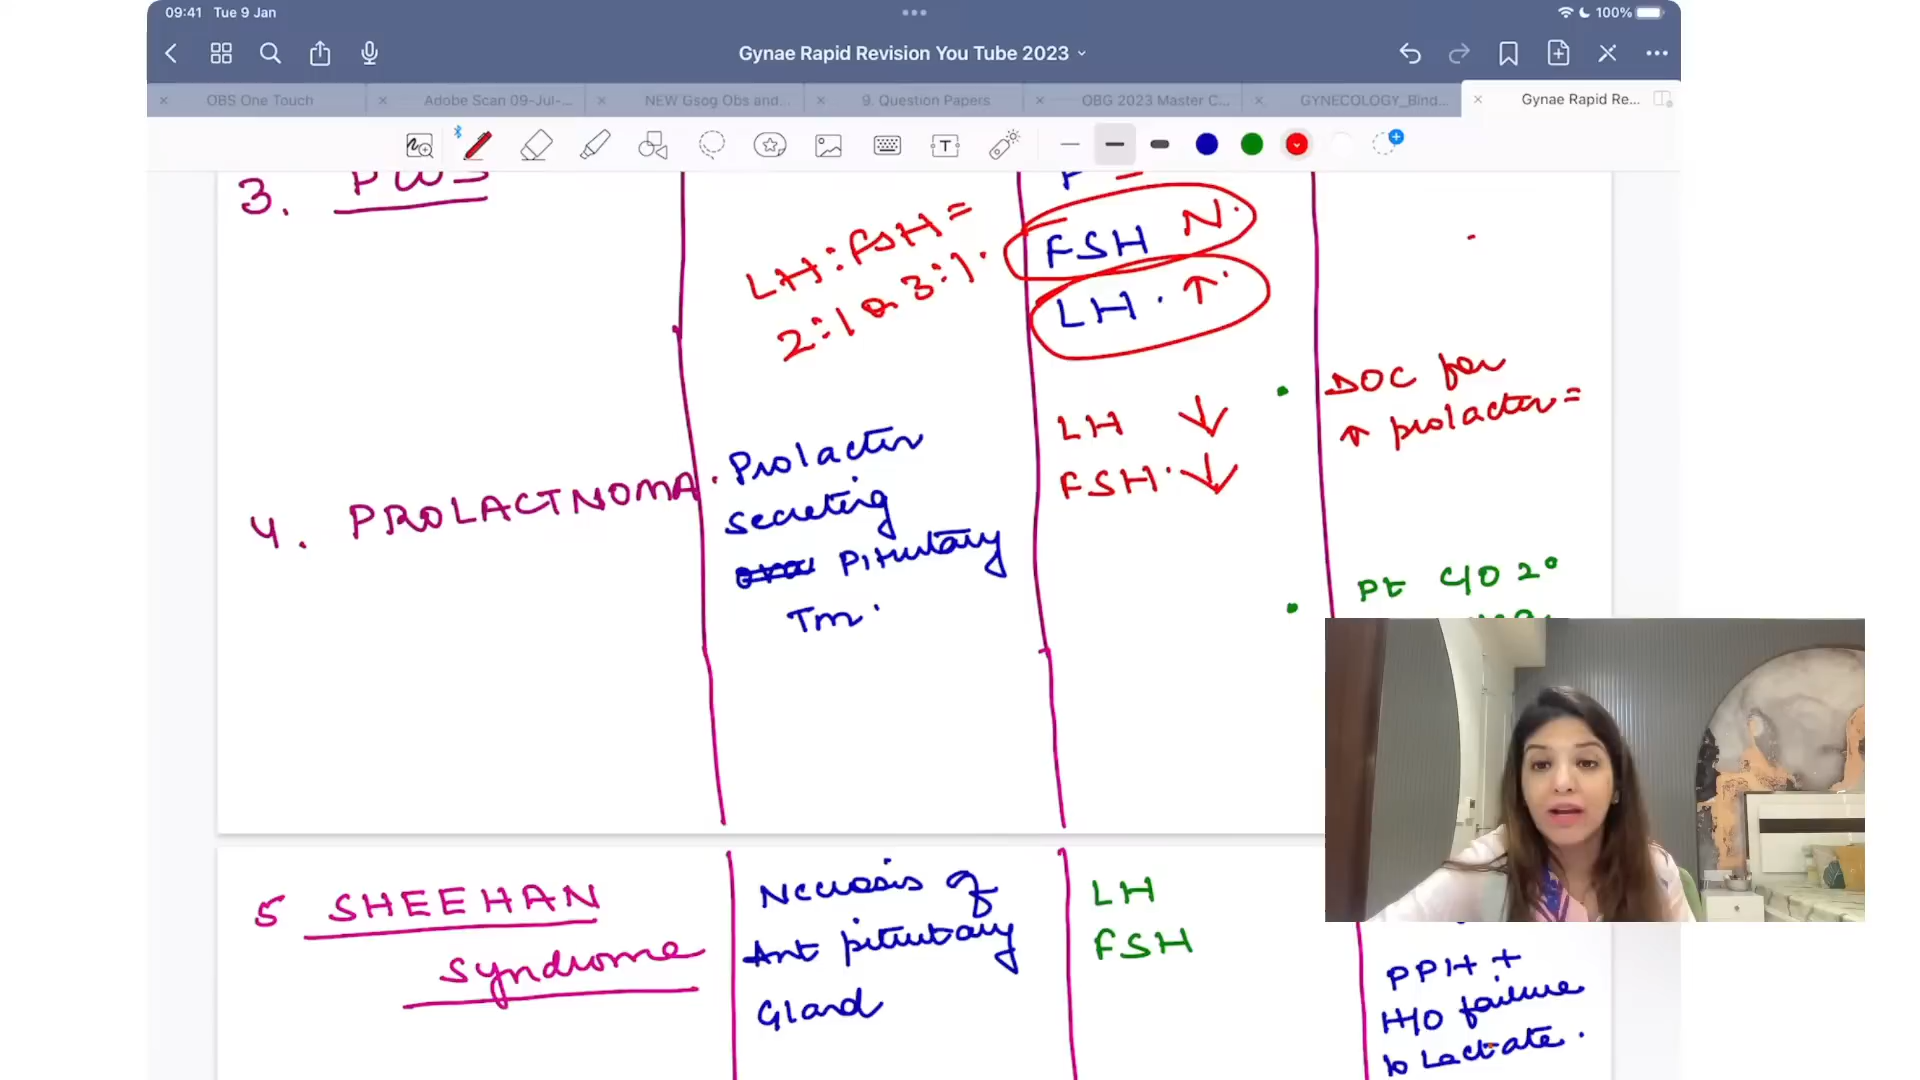 09:41 Tue 9 Jan
100%
Gynae Rapid Revision You Tube 2023
OBS One Touch
Adobe Scan 09-Jul-...
NEW Gsog Obs and...
9. Question Papers
OBG 2023 Master C...
GYNECOLOGY_Bind...
Gynae Rapid Re...
3.
LH:FSH =
2:1 or 3:1.
FSH N.
LH . ↑
4. PROLACTNOMA
. Prolactin
secreting
Pituitary
Tm.
LH ↓
FSH ↓
• DOC for
↑ prolactin =
• Pt C/O 2°
5 SHEEHAN
Syndrome
Necrosis of
Ant pituitary
Gland
LH
FSH
PPH +
H/O failure
to Lactate.